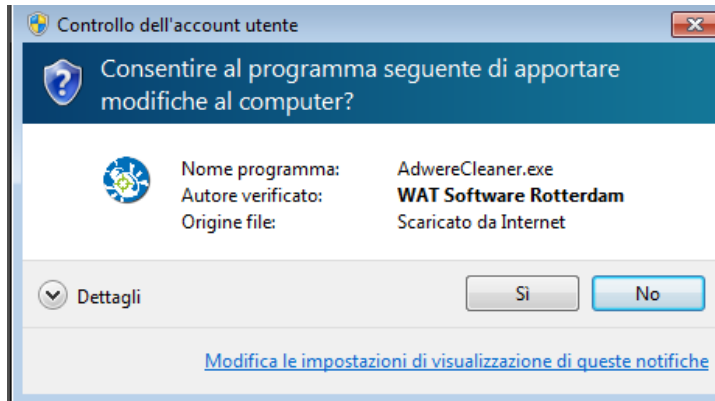 Controllo dell'account utente
Consentire al programma seguente di apportare
modifiche al computer?
Nome programma: AdwereCleaner.exe
Autore verificato: WAT Software Rotterdam
Origine file: Scaricato da Internet
Dettagli Sì No
Modifica le impostazioni di visualizzazione di queste notifiche